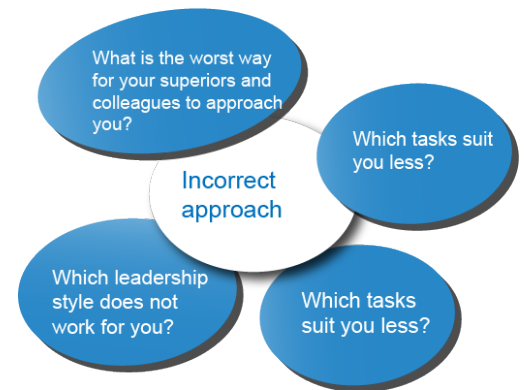 What is the worst way
for your superiors and
colleagues to approach
you?
Which tasks suit
you less?
Incorrect
approach
Which leadership
style does not
work for you?
Which tasks
suit you less?